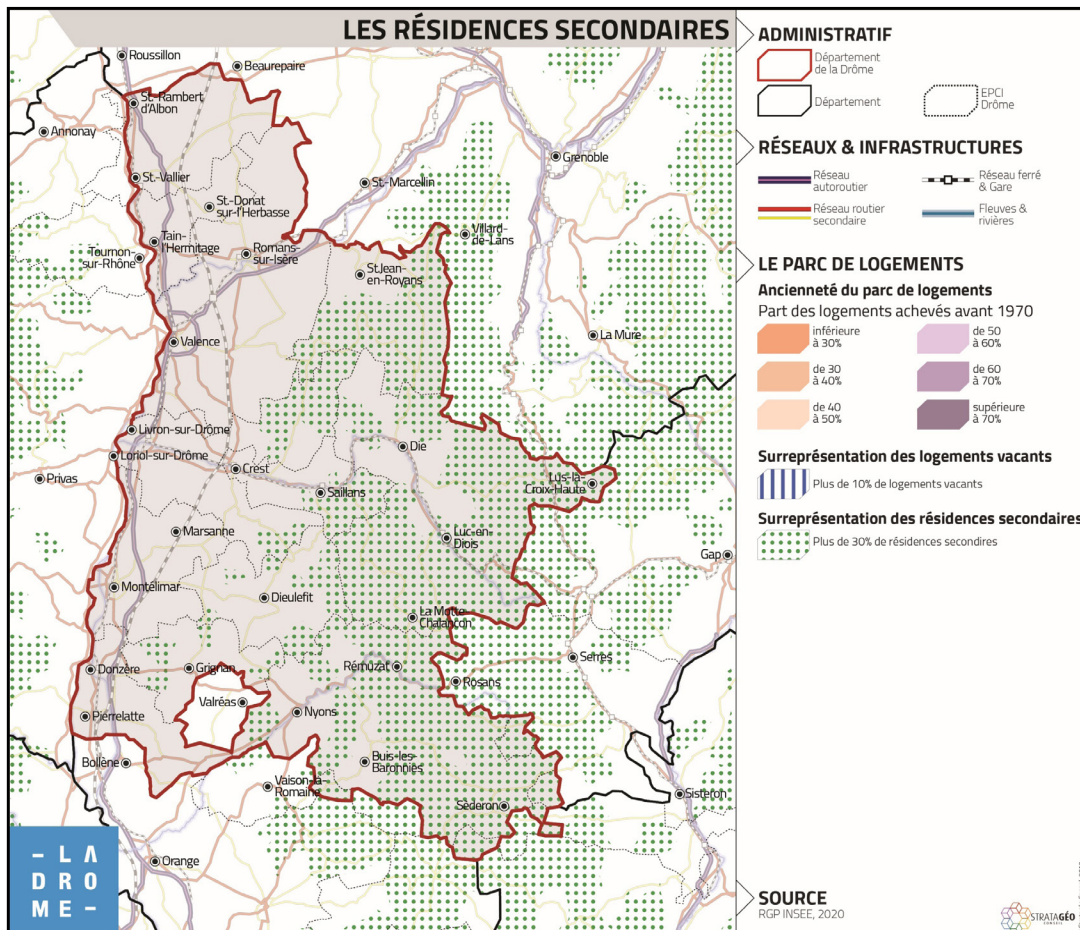 LES RÉSIDENCES SECONDAIRES
Roussillon
Beaurepaire
St.-Rambert
d'Albon
Annonay
Grenoble
St.-Vallier
St.-Marcellin
St.-Donat
sur-l'Herbasse
Villard-
de-Lans
Tain-
l'Hermitage
Tournon-
sur-Rhône
Romans-
sur-Isère
St.Jean-
en-Royans
La Mure
Valence
Livron-sur-Drôme
Die
Loriol-sur-Drôme
Crest
Privas
Lus-la-
Croix-Haute
Saillans
Marsanne
Luc-en-
Diois
Gap
Montélimar
Dieulefit
La Motte-
Chalancon
Serres
Donzère
Grignan
Rémuzat
Rosans
Valréas
Nyons
Pierrelatte
Bollène
Buis-les-
Baronnies
Vaison-la-
Romaine
Séderon
Sisteron
Orange
– L A
D R O
M E –
ADMINISTRATIF
Département
de la Drôme
Département
EPCI
Drôme
RÉSEAUX & INFRASTRUCTURES
Réseau
autoroutier
Réseau ferré
& Gare
Réseau routier
secondaire
Fleuves &
rivières
LE PARC DE LOGEMENTS
Ancienneté du parc de logements
Part des logements achevés avant 1970
inférieure
à 30%
de 50
à 60%
de 30
à 40%
de 60
à 70%
de 40
à 50%
supérieure
à 70%
Surreprésentation des logements vacants
Plus de 10% de logements vacants
Surreprésentation des résidences secondaires
Plus de 30% de résidences secondires
SOURCE
RGP INSEE, 2020
STRATAGÉO
CONSEIL